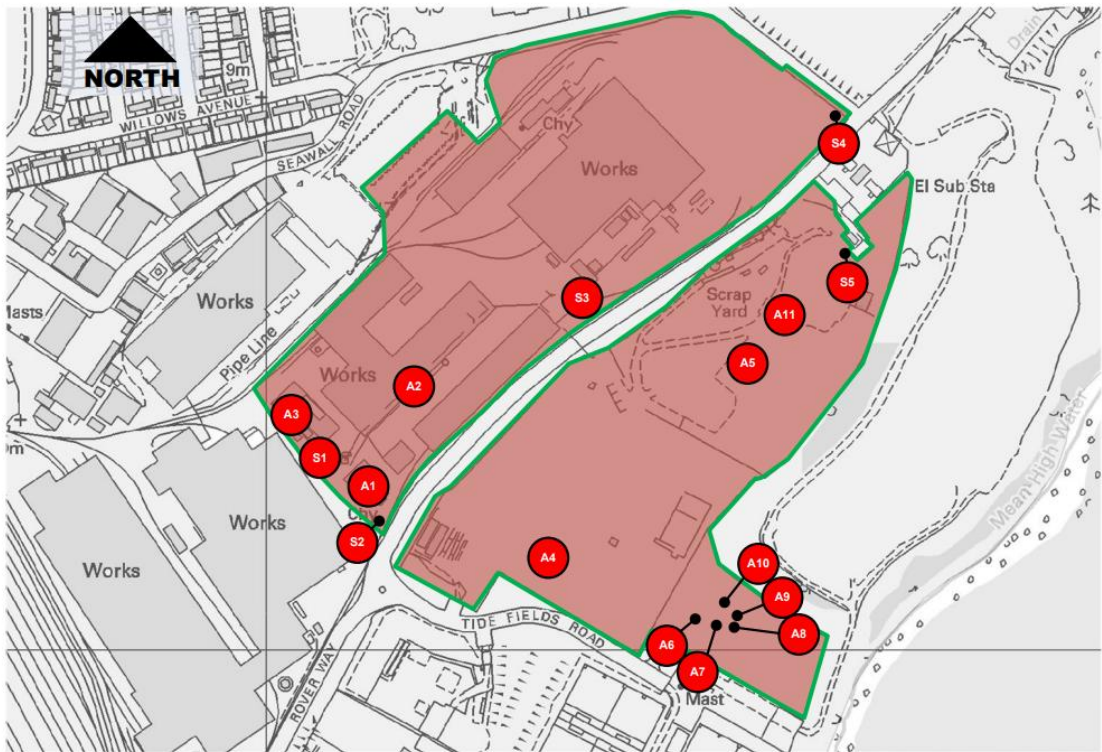 NORTH
9m
WILLOWS AVENUE
SEAWALL ROAD
Drain
Chy
Works
S4
El Sub Sta
S5
Works
Masts
Pipe Line
S3
Scrap
Yard
A11
A5
Works
A2
A3
S1
A1
Chy
S2
Works
Works
A4
Mean High Water
A10
A9
A8
A6
A7
TIDE FIELDS ROAD
Mast
ROVER WAY